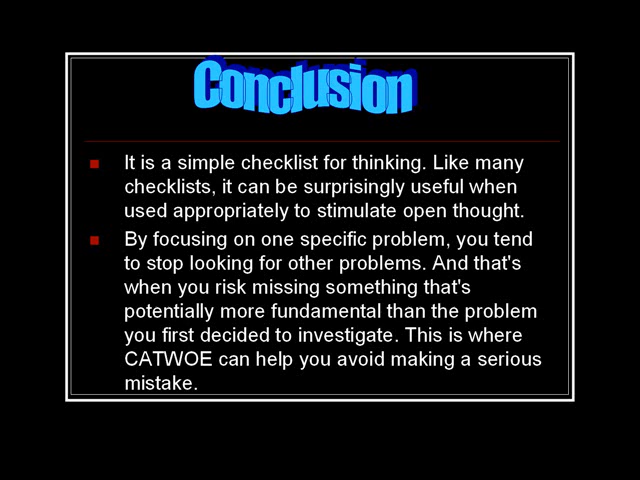 Conclusion
It is a simple checklist for thinking. Like many
checklists, it can be surprisingly useful when
used appropriately to stimulate open thought.
By focusing on one specific problem, you tend
to stop looking for other problems. And that's
when you risk missing something that's
potentially more fundamental than the problem
you first decided to investigate. This is where
CATWOE can help you avoid making a serious
mistake.